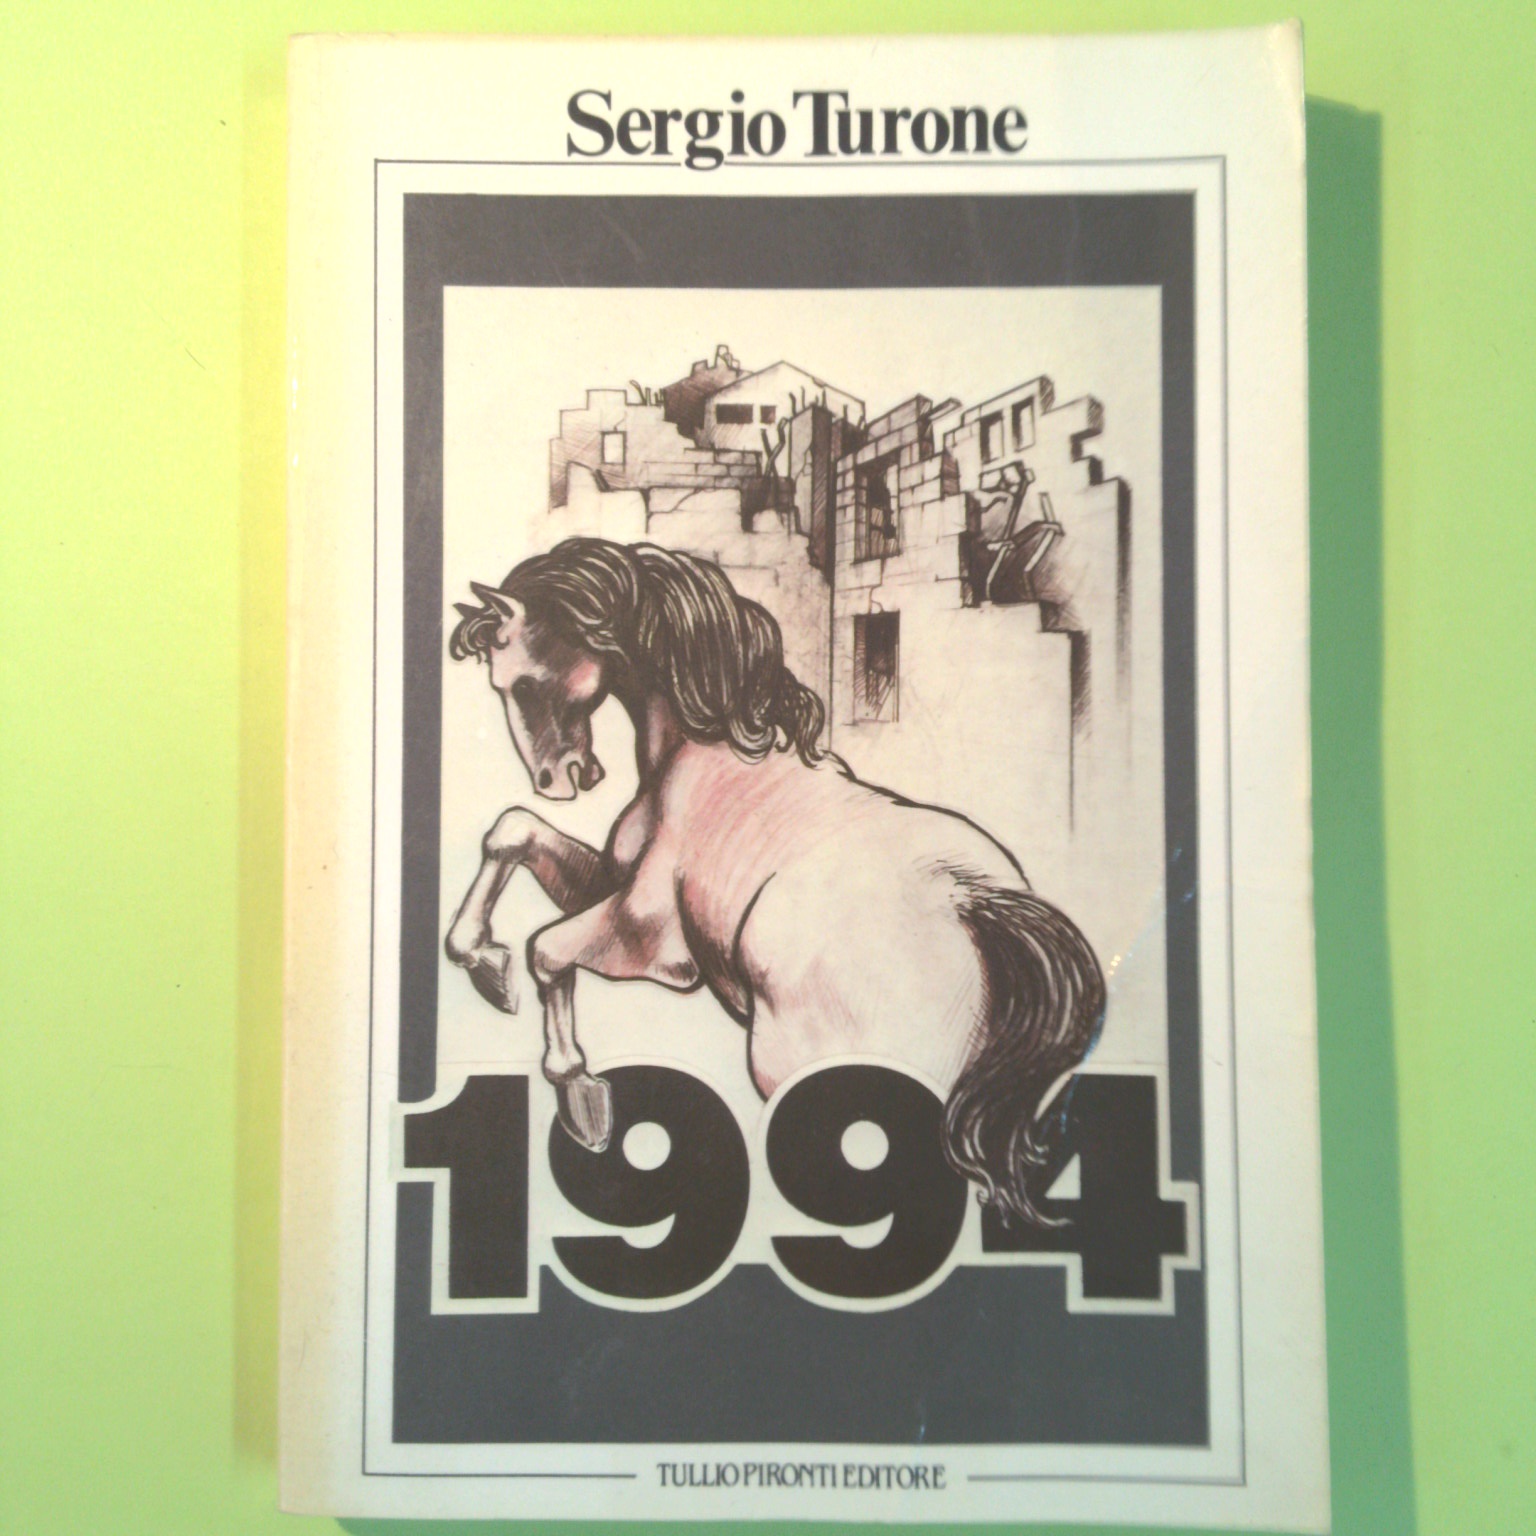 Sergio Turone
1994
TULLIO PIRONTI EDITORE